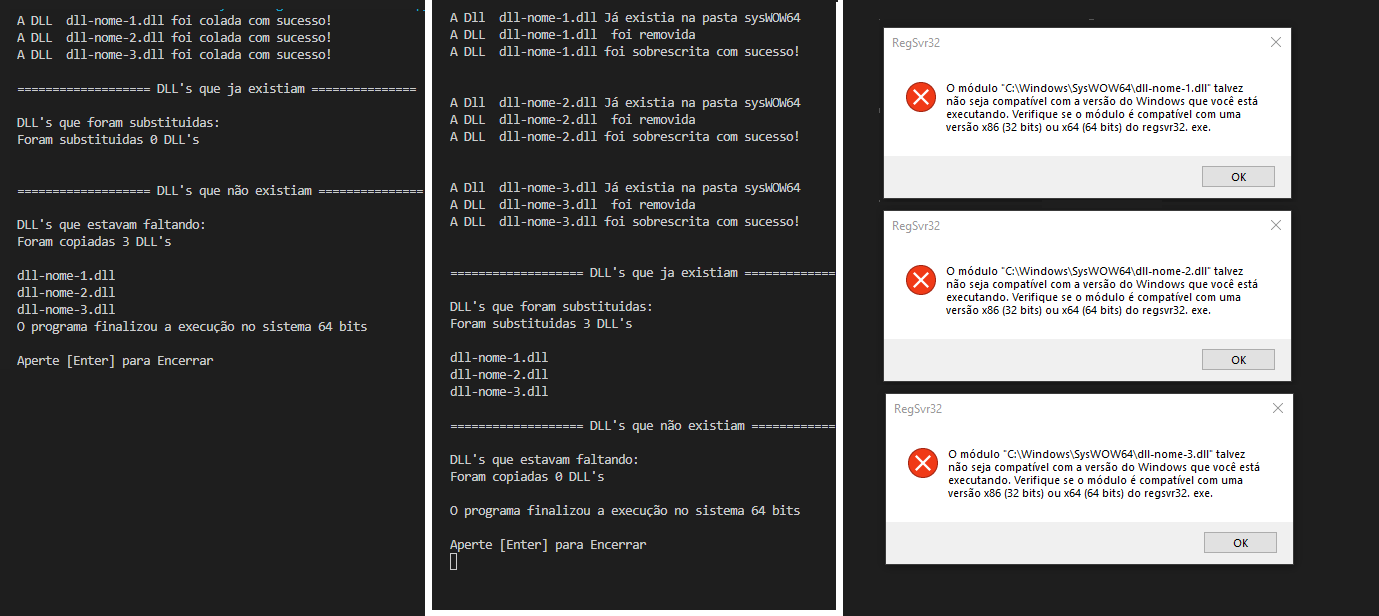 A DLL  dll-nome-1.dll foi colada com sucesso!
A DLL  dll-nome-2.dll foi colada com sucesso!
A DLL  dll-nome-3.dll foi colada com sucesso!
=================== DLL's que ja existiam ===============
DLL's que foram substituidas:
Foram substituidas 0 DLL's
=================== DLL's que não existiam ===============
DLL's que estavam faltando:
Foram copiadas 3 DLL's
dll-nome-1.dll
dll-nome-2.dll
dll-nome-3.dll
O programa finalizou a execução no sistema 64 bits
Aperte [Enter] para Encerrar
A Dll  dll-nome-1.dll Já existia na pasta sysWOW64
A DLL  dll-nome-1.dll  foi removida
A DLL  dll-nome-1.dll foi sobrescrita com sucesso!
A Dll  dll-nome-2.dll Já existia na pasta sysWOW64
A DLL  dll-nome-2.dll  foi removida
A DLL  dll-nome-2.dll foi sobrescrita com sucesso!
A Dll  dll-nome-3.dll Já existia na pasta sysWOW64
A DLL  dll-nome-3.dll  foi removida
A DLL  dll-nome-3.dll foi sobrescrita com sucesso!
=================== DLL's que ja existiam =============
DLL's que foram substituidas:
Foram substituidas 3 DLL's
dll-nome-1.dll
dll-nome-2.dll
dll-nome-3.dll
=================== DLL's que não existiam ============
DLL's que estavam faltando:
Foram copiadas 0 DLL's
O programa finalizou a execução no sistema 64 bits
Aperte [Enter] para Encerrar
RegSvr32
O módulo "C:\Windows\SysWOW64\dll-nome-1.dll" talvez
não seja compatível com a versão do Windows que você está
executando. Verifique se o módulo é compatível com uma
versão x86 (32 bits) ou x64 (64 bits) do regsvr32. exe.
OK
RegSvr32
O módulo "C:\Windows\SysWOW64\dll-nome-2.dll" talvez
não seja compatível com a versão do Windows que você está
executando. Verifique se o módulo é compatível com uma
versão x86 (32 bits) ou x64 (64 bits) do regsvr32. exe.
OK
RegSvr32
O módulo "C:\Windows\SysWOW64\dll-nome-3.dll" talvez
não seja compatível com a versão do Windows que você está
executando. Verifique se o módulo é compatível com uma
versão x86 (32 bits) ou x64 (64 bits) do regsvr32. exe.
OK